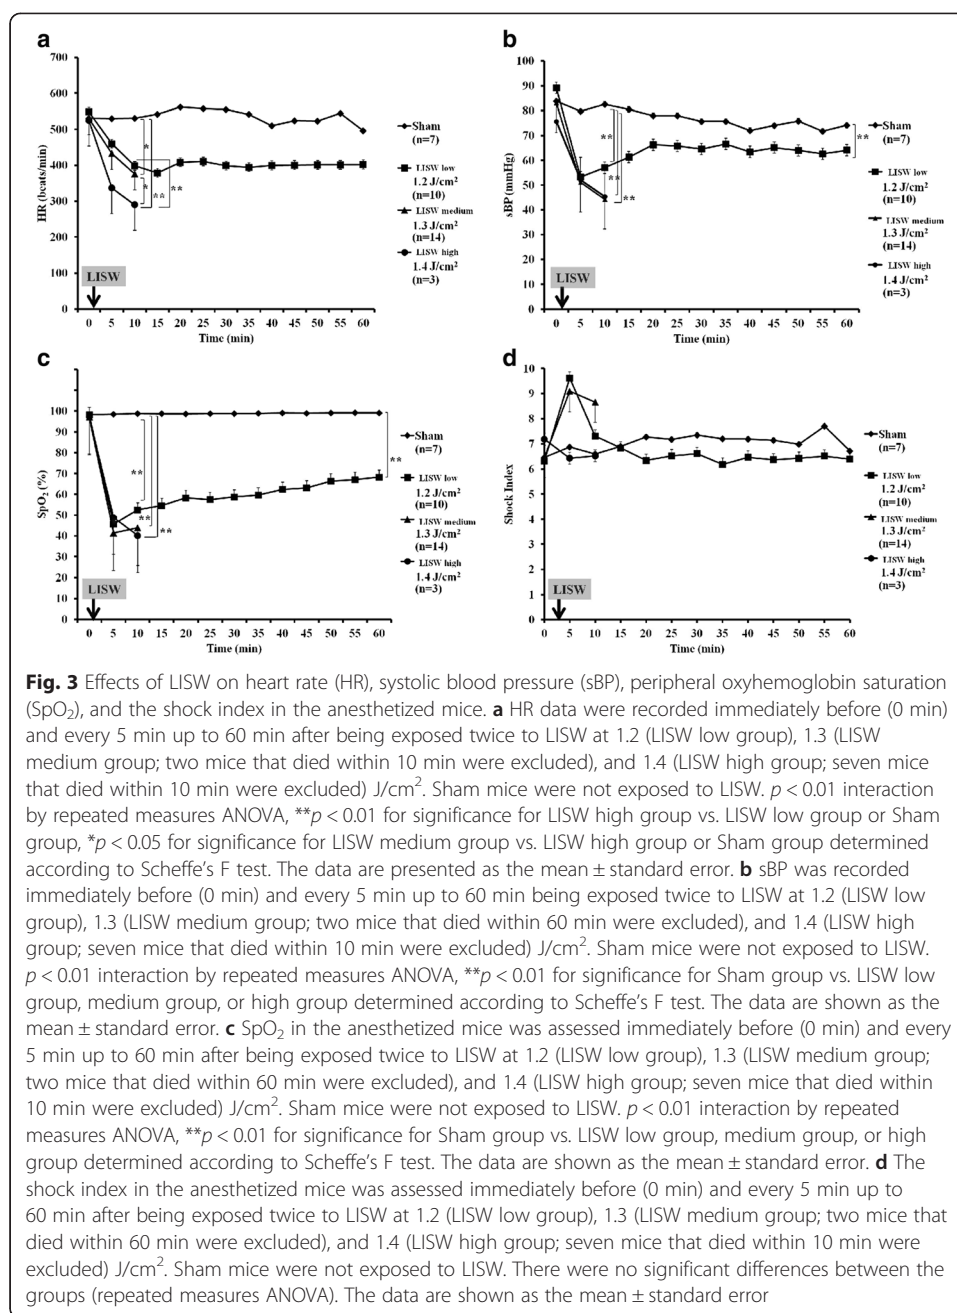 a
700
600
500
400
300
200
100
0
HR (beats/min)
0 5 10 15 20 25 30 35 40 45 50 55 60
Time (min)
LISW
*
*
**
**
Sham
(n=7)
LISW low
1.2 J/cm²
(n=10)
LISW medium
1.3 J/cm²
(n=14)
LISW high
1.4 J/cm²
(n=3)
b
100
90
80
70
60
50
40
30
20
10
0
sBP (mmHg)
0 5 10 15 20 25 30 35 40 45 50 55 60
Time (min)
LISW
**
**
**
**
Sham
(n=7)
LISW low
1.2 J/cm²
(n=10)
LISW medium
1.3 J/cm²
(n=14)
LISW high
1.4 J/cm²
(n=3)
c
100
90
80
70
60
50
40
30
20
10
0
SpO₂ (%)
0 5 10 15 20 25 30 35 40 45 50 55 60
Time (min)
LISW
**
**
**
**
Sham
(n=7)
LISW low
1.2 J/cm²
(n=10)
LISW medium
1.3 J/cm²
(n=14)
LISW high
1.4 J/cm²
(n=3)
d
10
9
8
7
6
5
4
3
2
1
0
Shock Index
0 5 10 15 20 25 30 35 40 45 50 55 60
Time (min)
LISW
Sham
(n=7)
LISW low
1.2 J/cm²
(n=10)
LISW medium
1.3 J/cm²
(n=14)
LISW high
1.4 J/cm²
(n=3)
Fig. 3 Effects of LISW on heart rate (HR), systolic blood pressure (sBP), peripheral oxyhemoglobin saturation
(SpO₂), and the shock index in the anesthetized mice. a HR data were recorded immediately before (0 min)
and every 5 min up to 60 min after being exposed twice to LISW at 1.2 (LISW low group), 1.3 (LISW
medium group; two mice that died within 10 min were excluded), and 1.4 (LISW high group; seven mice
that died within 10 min were excluded) J/cm². Sham mice were not exposed to LISW. p < 0.01 interaction
by repeated measures ANOVA, **p < 0.01 for significance for LISW high group vs. LISW low group or Sham
group, *p < 0.05 for significance for LISW medium group vs. LISW high group or Sham group determined
according to Scheffe's F test. The data are presented as the mean ± standard error. b sBP was recorded
immediately before (0 min) and every 5 min up to 60 min being exposed twice to LISW at 1.2 (LISW low
group), 1.3 (LISW medium group; two mice that died within 60 min were excluded), and 1.4 (LISW high
group; seven mice that died within 10 min were excluded) J/cm². Sham mice were not exposed to LISW.
p < 0.01 interaction by repeated measures ANOVA, **p < 0.01 for significance for Sham group vs. LISW low
group, medium group, or high group determined according to Scheffe's F test. The data are shown as the
mean ± standard error. c SpO₂ in the anesthetized mice was assessed immediately before (0 min) and every
5 min up to 60 min after being exposed twice to LISW at 1.2 (LISW low group), 1.3 (LISW medium group;
two mice that died within 60 min were excluded), and 1.4 (LISW high group; seven mice that died within
10 min were excluded) J/cm². Sham mice were not exposed to LISW. p < 0.01 interaction by repeated
measures ANOVA, **p < 0.01 for significance for Sham group vs. LISW low group, medium group, or high
group determined according to Scheffe's F test. The data are shown as the mean ± standard error. d The
shock index in the anesthetized mice was assessed immediately before (0 min) and every 5 min up to
60 min after being exposed twice to LISW at 1.2 (LISW low group), 1.3 (LISW medium group; two mice that
died within 60 min were excluded), and 1.4 (LISW high group; seven mice that died within 10 min were
excluded) J/cm². Sham mice were not exposed to LISW. There were no significant differences between the
groups (repeated measures ANOVA). The data are shown as the mean ± standard error